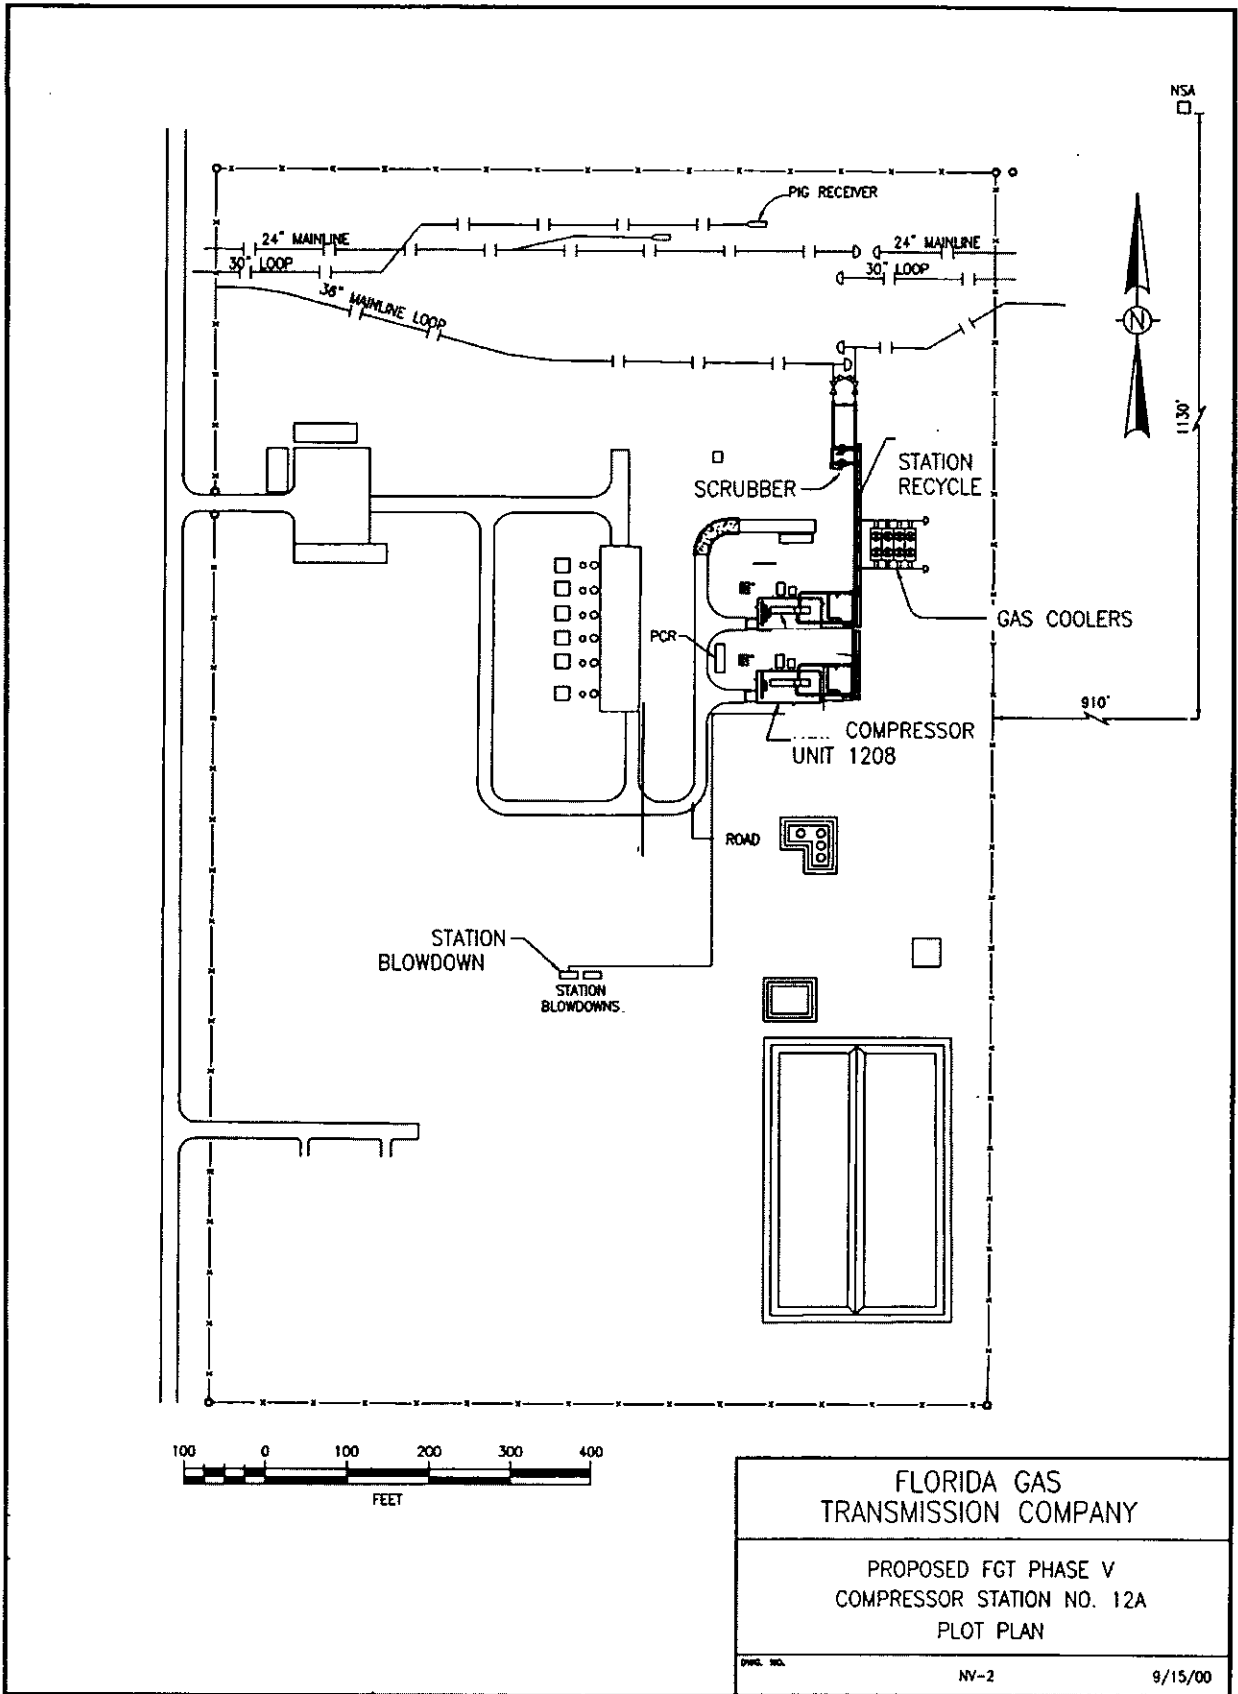 NSA
PIG RECEIVER
24" MAINLINE
24" MAINLINE
30" LOOP
30" LOOP
36" MAINLINE LOOP
N
1130'
STATION
RECYCLE
SCRUBBER
GAS COOLERS
PCR
910'
COMPRESSOR
UNIT 1208
ROAD
STATION
BLOWDOWN
STATION
BLOWDOWNS
100 0 100 200 300 400
FEET
FLORIDA GAS
TRANSMISSION COMPANY
PROPOSED FGT PHASE V
COMPRESSOR STATION NO. 12A
PLOT PLAN
DWG. NO.
NV-2
9/15/00